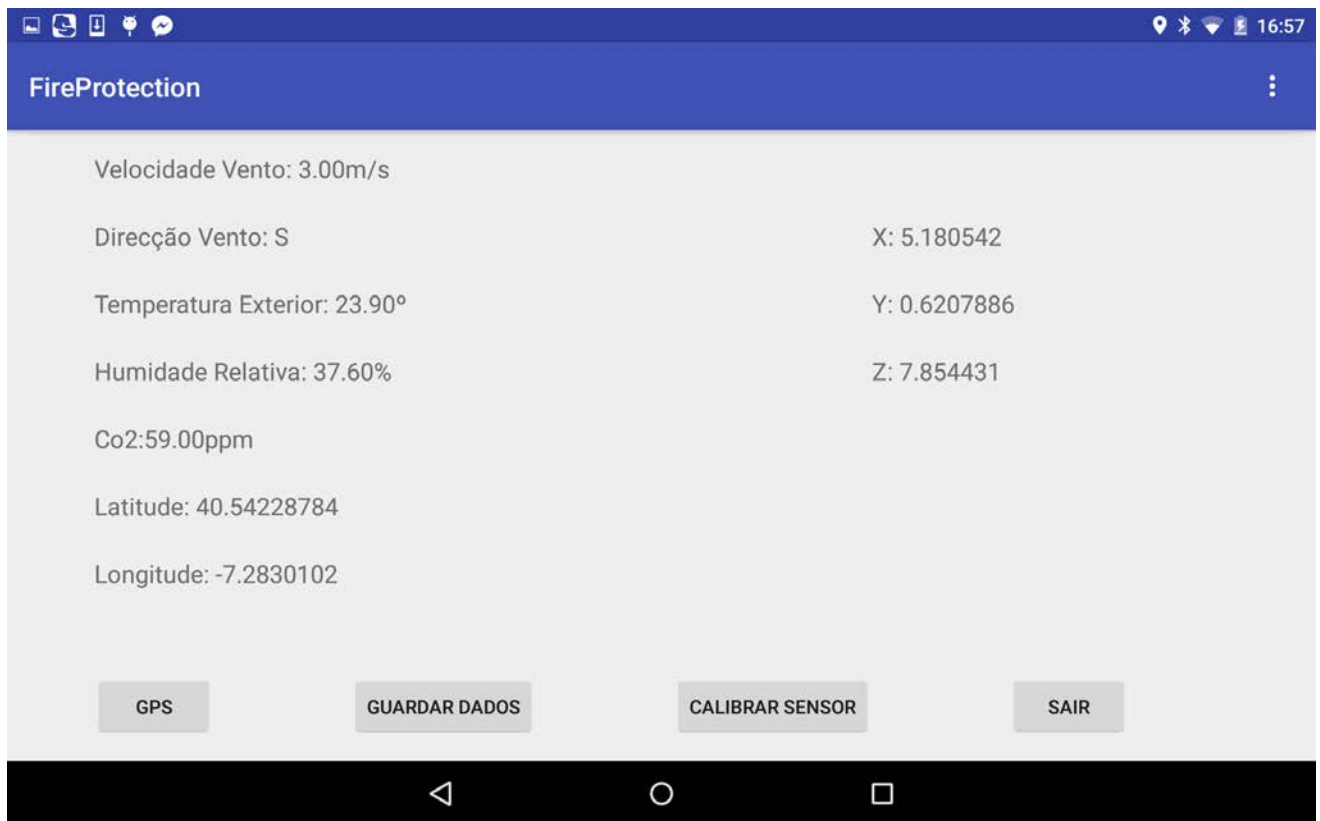 16:57
FireProtection
Velocidade Vento: 3.00m/s
Direcção Vento: S
X: 5.180542
Temperatura Exterior: 23.90º
Y: 0.6207886
Humidade Relativa: 37.60%
Z: 7.854431
Co2:59.00ppm
Latitude: 40.54228784
Longitude: -7.2830102
GPS
GUARDAR DADOS
CALIBRAR SENSOR
SAIR